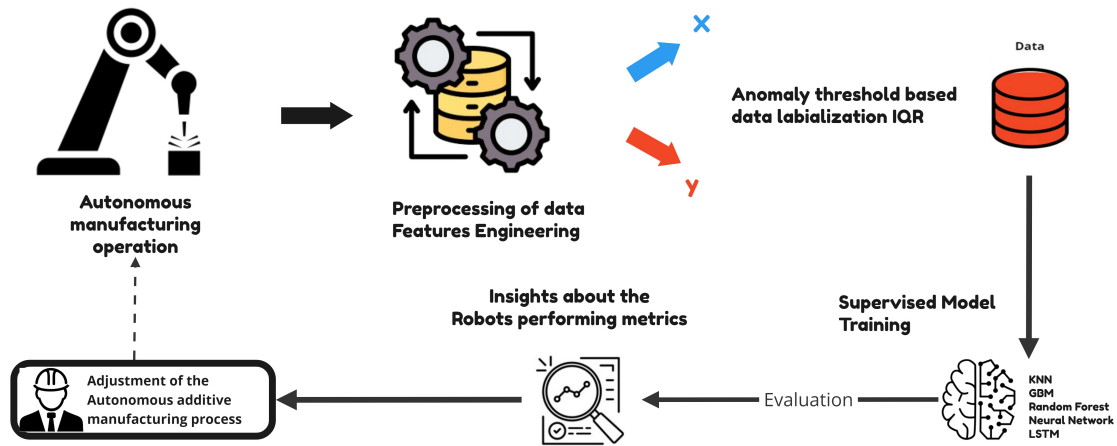 X
Data
Anomaly threshold based
data labialization IQR
y
Autonomous
manufacturing
operation
Preprocessing of data
Features Engineering
Insights about the
Robots performing metrics
Supervised Model
Training
Adjustment of the
Autonomous additive
manufacturing process
Evaluation
KNN
GBM
Random Forest
Neural Network
LSTM